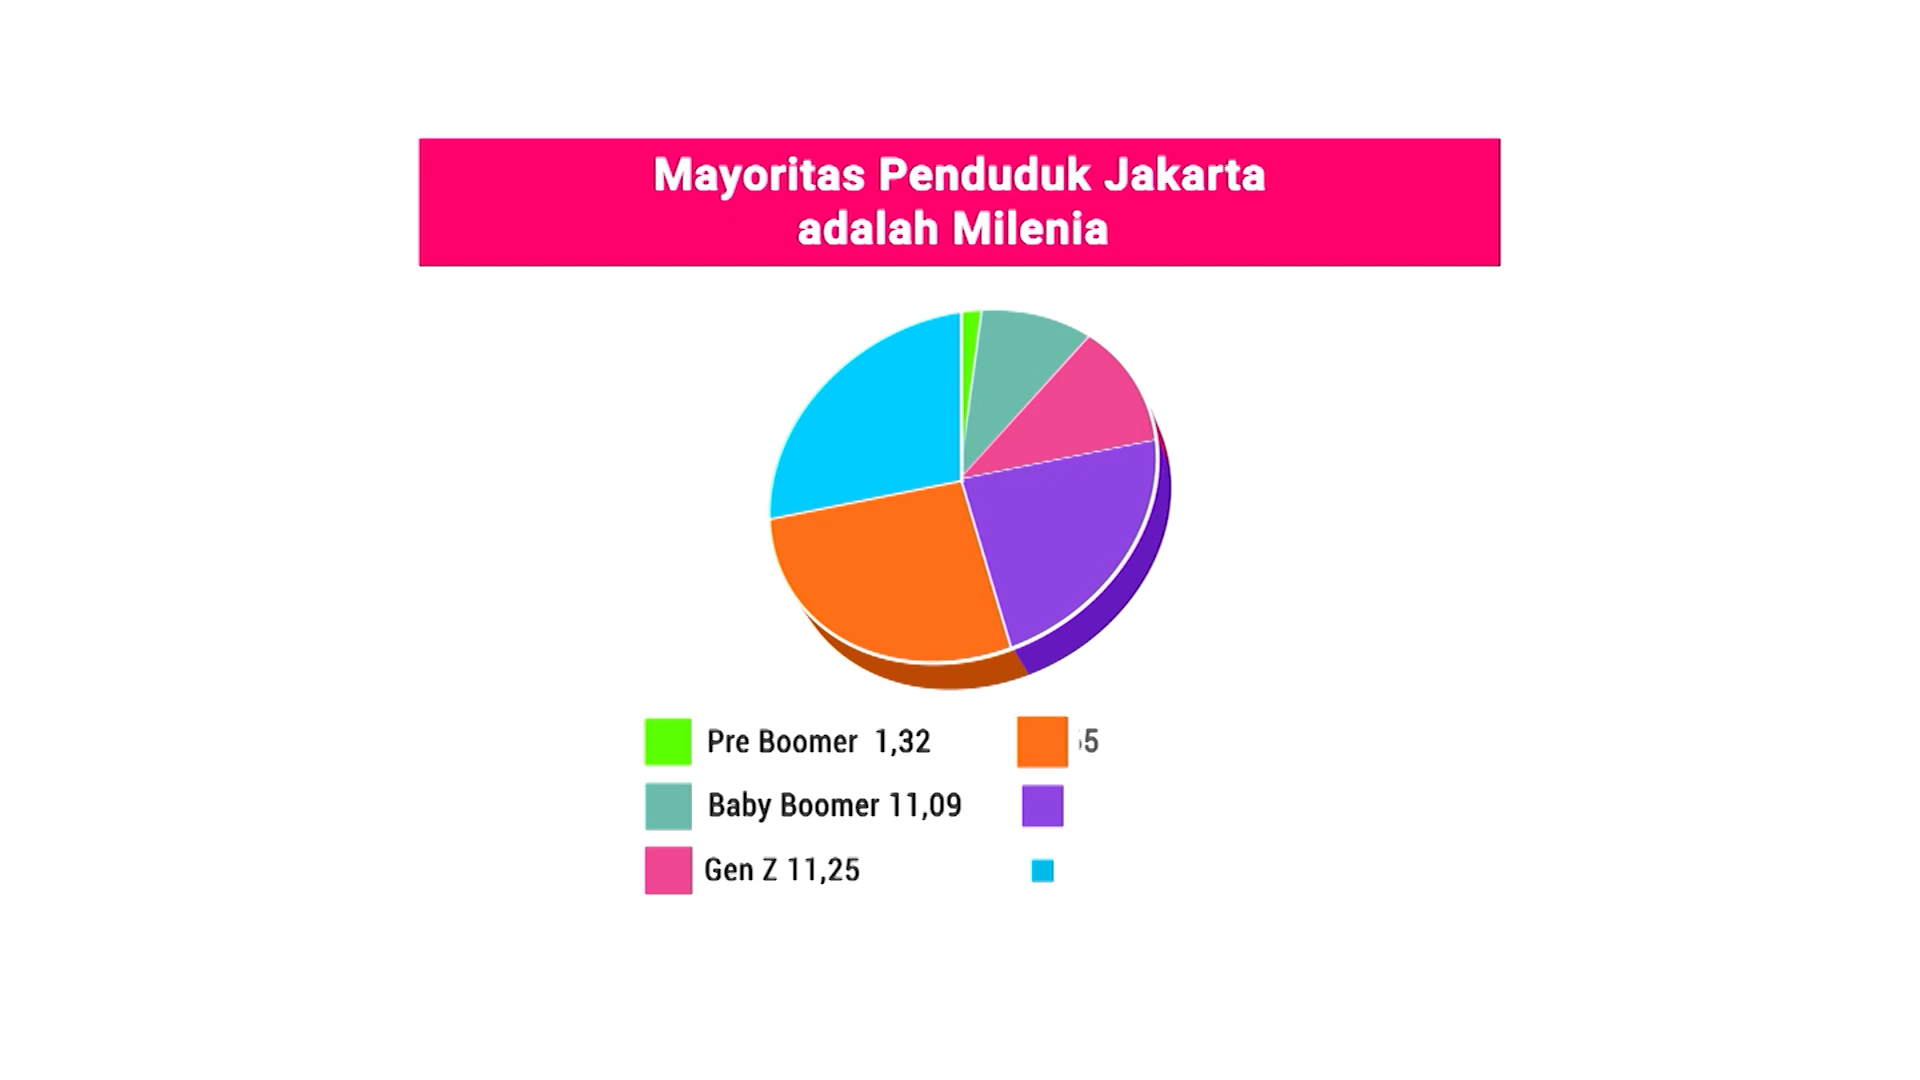 Mayoritas Penduduk Jakarta
adalah Milenia
Pre Boomer 1,32
Baby Boomer 11,09
Gen Z 11,25